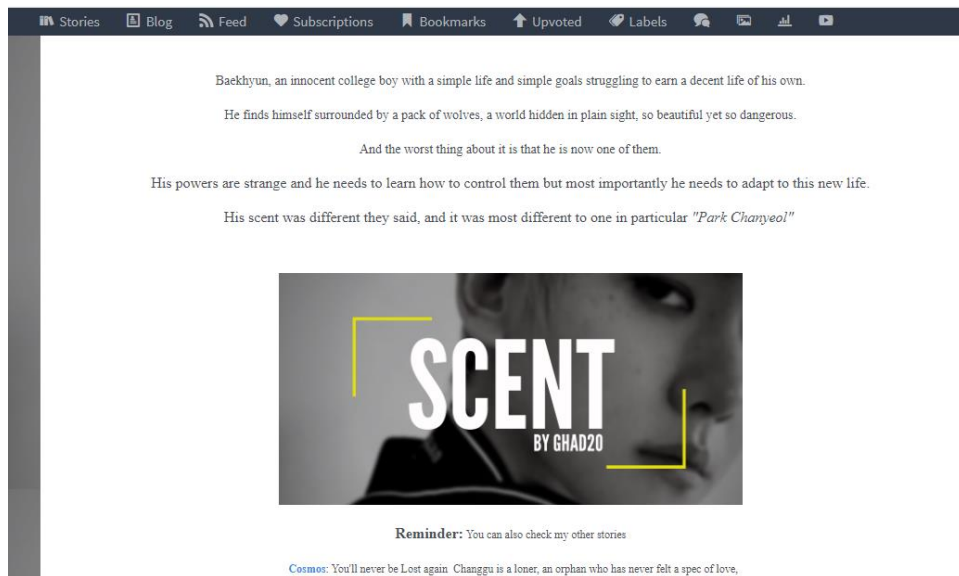 Stories Blog Feed Subscriptions Bookmarks Upvoted Labels
Baekhyun, an innocent college boy with a simple life and simple goals struggling to earn a decent life of his own.
He finds himself surrounded by a pack of wolves, a world hidden in plain sight, so beautiful yet so dangerous.
And the worst thing about it is that he is now one of them.
His powers are strange and he needs to learn how to control them but most importantly he needs to adapt to this new life.
His scent was different they said, and it was most different to one in particular "Park Chanyeol"
SCENT
BY GHAD20
Reminder: You can also check my other stories
Cosmos: You'll never be Lost again Changgu is a loner, an orphan who has never felt a spec of love,